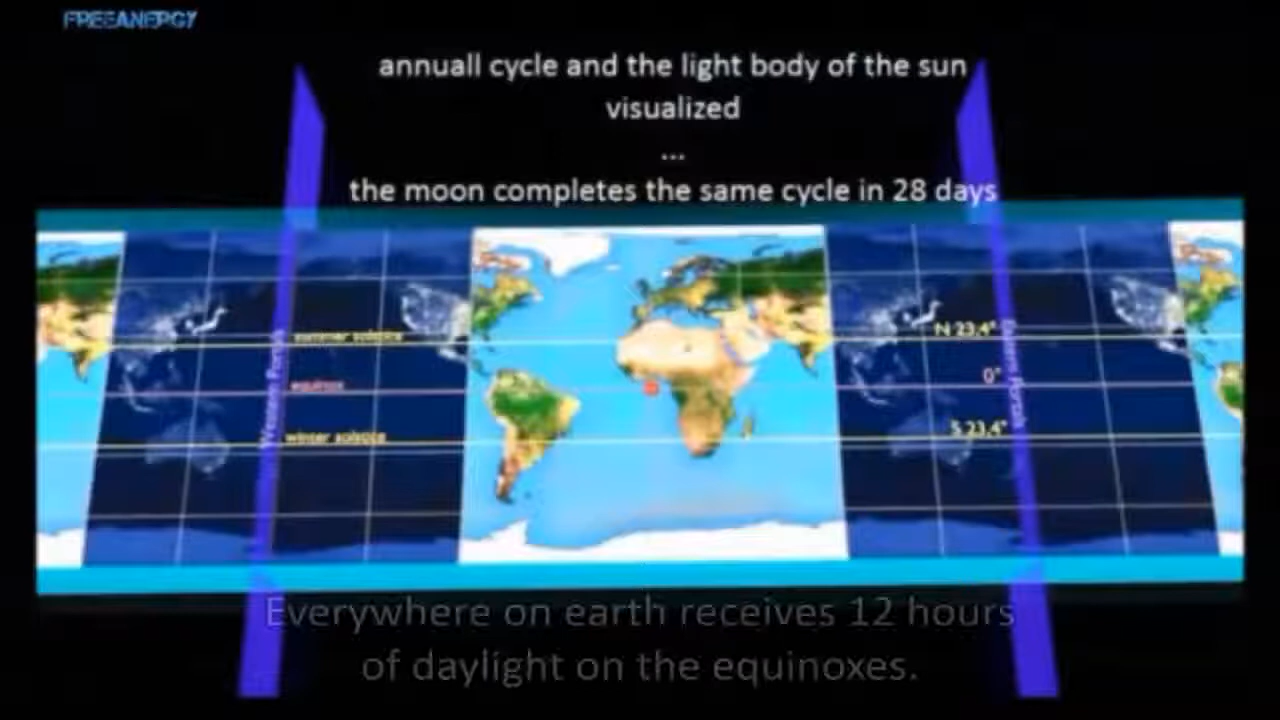 FREEANERGY
annuall cycle and the light body of the sun
visualized
...
the moon completes the same cycle in 28 days
summer solstice
N 23,4°
equinox
0°
winter solstice
S 23,4°
Everywhere on earth receives 12 hours
of daylight on the equinoxes.